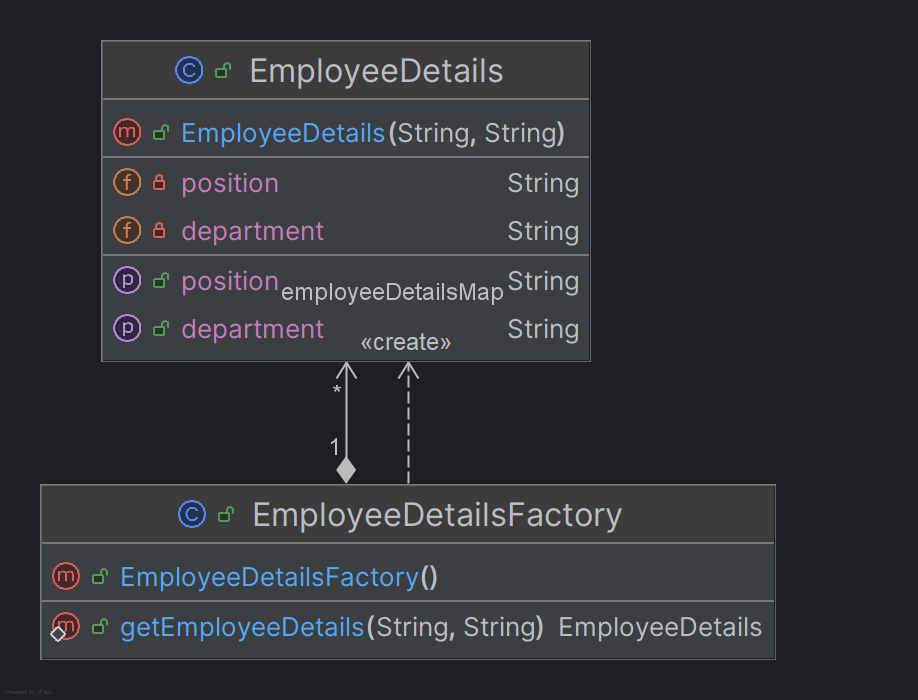 C EmployeeDetails
m EmployeeDetails(String, String)
f position String
f department String
p position String
employeeDetailsMap
p department String
«create»
*
1
C EmployeeDetailsFactory
m EmployeeDetailsFactory()
m getEmployeeDetails(String, String) EmployeeDetails
Powered by yFiles